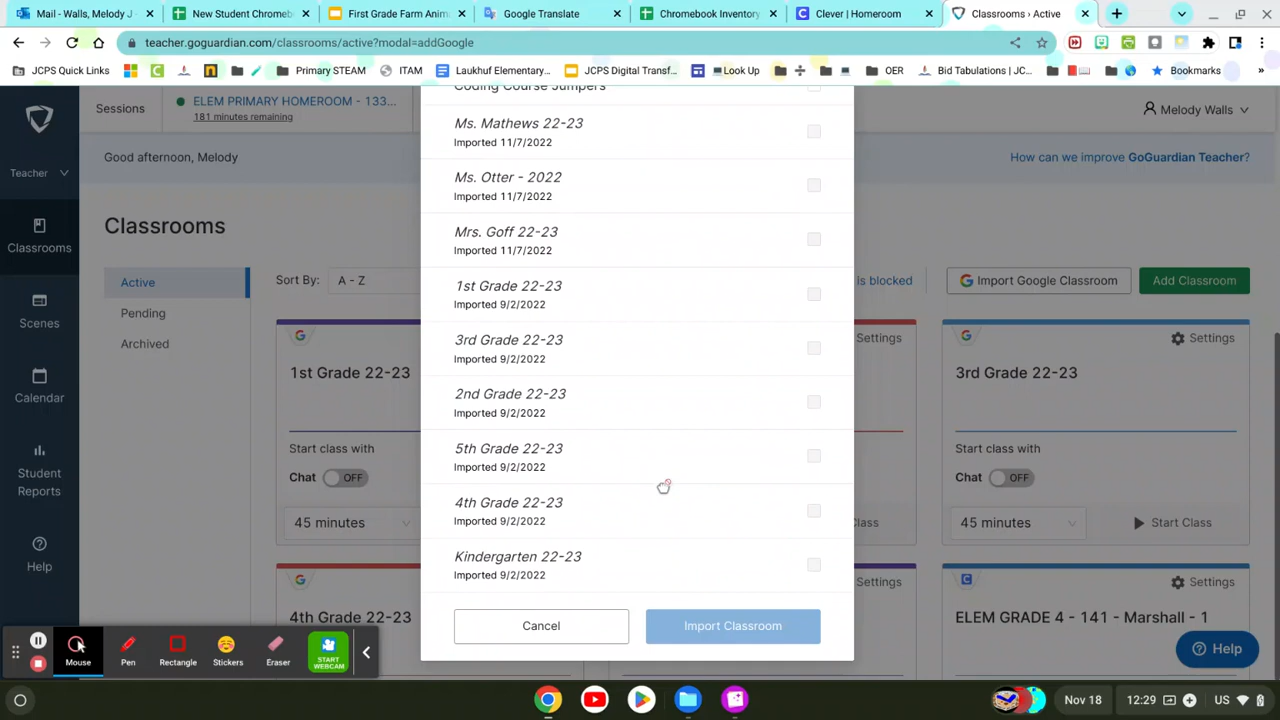 Mail - Walls, Melody J
New Student Chromeb
First Grade Farm Anim
Google Translate
Chromebook Inventory
Clever | Homeroom
Classrooms › Active
teacher.goguardian.com/classrooms/active?modal=addGoogle
JCPS Quick Links
Primary STEAM
ITAM
Laukhuf Elementary...
JCPS Digital Transf...
Look Up
OER
Bid Tabulations | JC...
Bookmarks
»
Sessions
ELEM PRIMARY HOMEROOM - 133...
181 minutes remaining
Melody Walls
Teacher
Good afternoon, Melody
How can we improve GoGuardian Teacher?
Classrooms
Scenes
Calendar
Student
Reports
Help
Classrooms
Active
Pending
Archived
Sort By:
A - Z
is blocked
Import Google Classroom
Add Classroom
1st Grade 22-23
Start class with
Chat
OFF
45 minutes
4th Grade 22-23
Settings
Class
Settings
Settings
3rd Grade 22-23
Start class with
Chat
OFF
45 minutes
Start Class
Settings
ELEM GRADE 4 - 141 - Marshall - 1
Coding Course Jumpers
Ms. Mathews 22-23
Imported 11/7/2022
Ms. Otter - 2022
Imported 11/7/2022
Mrs. Goff 22-23
Imported 11/7/2022
1st Grade 22-23
Imported 9/2/2022
3rd Grade 22-23
Imported 9/2/2022
2nd Grade 22-23
Imported 9/2/2022
5th Grade 22-23
Imported 9/2/2022
4th Grade 22-23
Imported 9/2/2022
Kindergarten 22-23
Imported 9/2/2022
Cancel
Import Classroom
Help
Mouse
Pen
Rectangle
Stickers
Eraser
START
WEBCAM
Nov 18
12:29
US